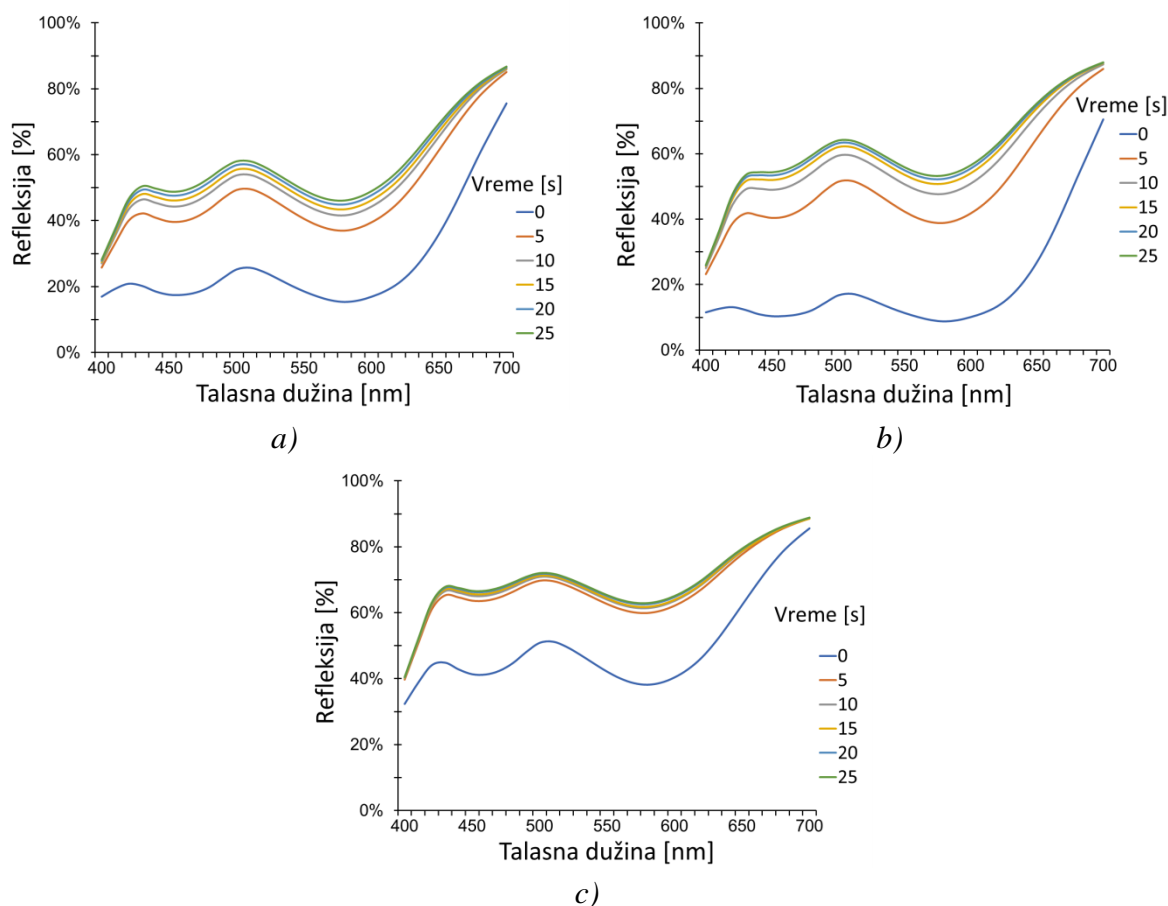 100%
80%
60%
40%
20%
0%
Refleksija [%]
400 450 500 550 600 650 700
Talasna dužina [nm]
Vreme [s]
0
5
10
15
20
25
a)
100%
80%
60%
40%
20%
0%
Refleksija [%]
400 450 500 550 600 650 700
Talasna dužina [nm]
Vreme [s]
0
5
10
15
20
25
b)
100%
80%
60%
40%
20%
0%
Refleksija [%]
400 450 500 550 600 650 700
Talasna dužina [nm]
Vreme [s]
0
5
10
15
20
25
c)